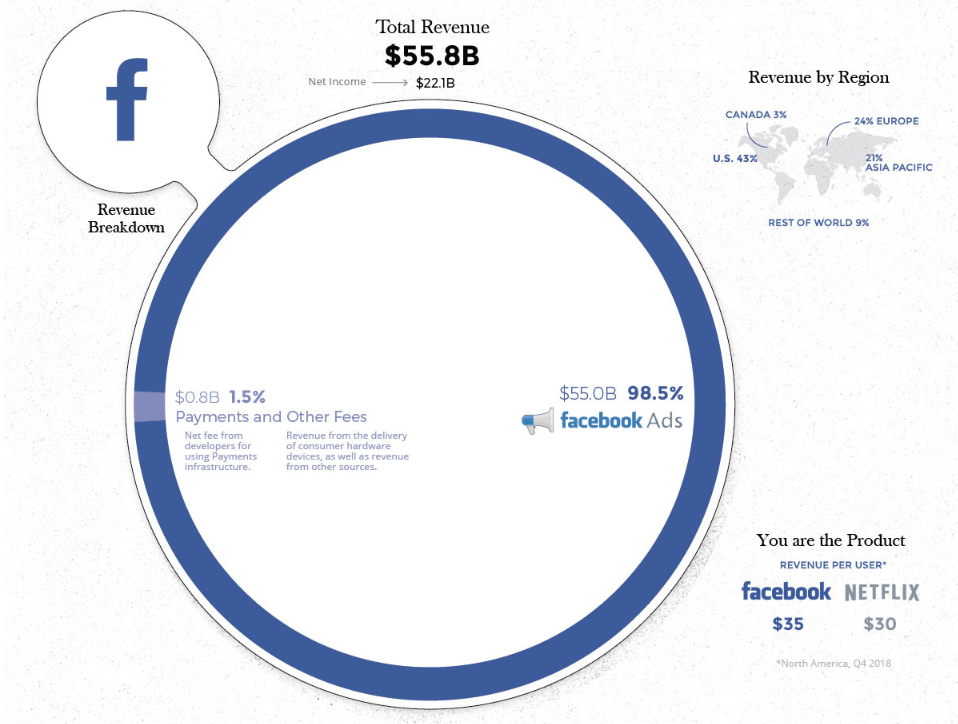 Total Revenue
$55.8B
Net Income
$22.1B
f
Revenue
Breakdown
Revenue by Region
CANADA 3%
24% EUROPE
U.S. 43%
21%
ASIA PACIFIC
REST OF WORLD 9%
$0.8B 1.5%
Payments and Other Fees
Net fee from
developers for
using Payments
infrastructure.
Revenue from the delivery
of consumer hardware
devices, as well as revenue
from other sources.
$55.0B 98.5%
facebook Ads
You are the Product
REVENUE PER USER*
facebook NETFLIX
$35 $30
*North America, Q4 2018